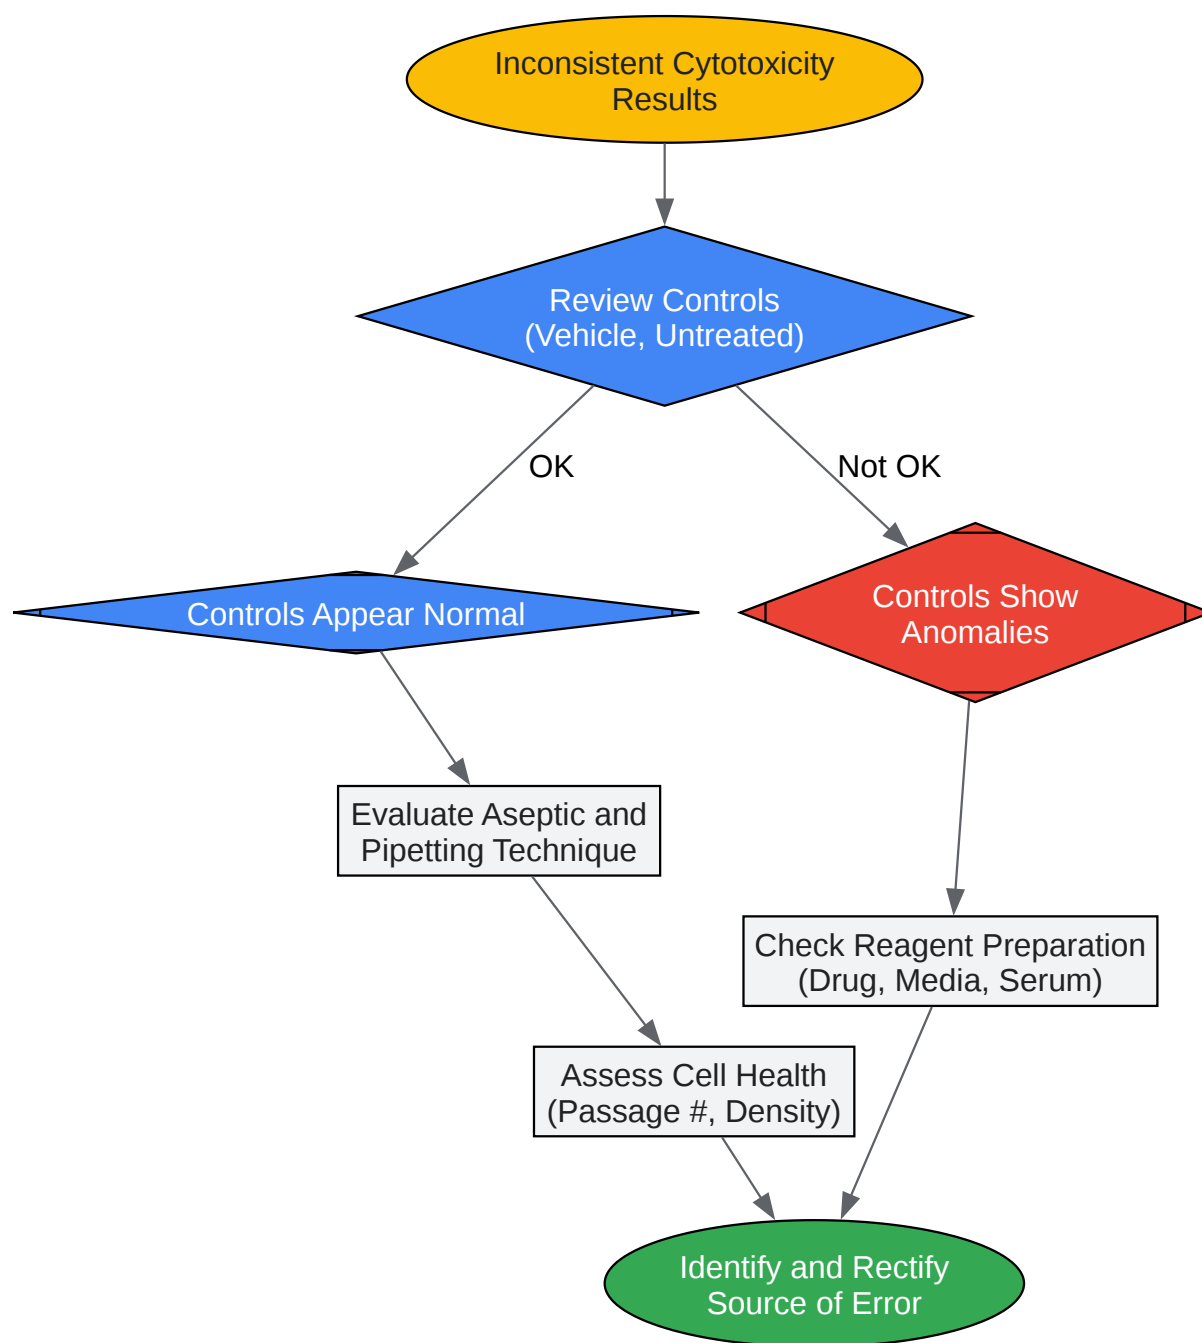 Inconsistent Cytotoxicity
Results
Review Controls
(Vehicle, Untreated)
OK
Not OK
Controls Appear Normal
Controls Show
Anomalies
Evaluate Aseptic and
Pipetting Technique
Check Reagent Preparation
(Drug, Media, Serum)
Assess Cell Health
(Passage #, Density)
Identify and Rectify
Source of Error